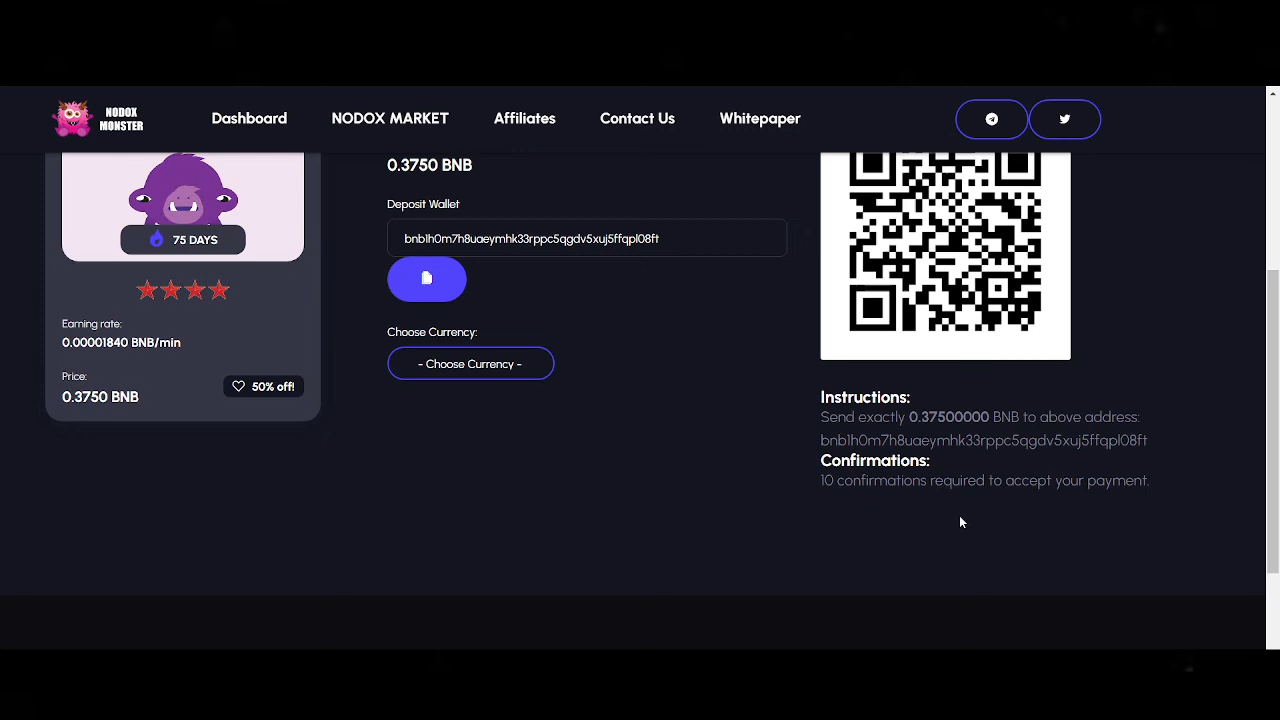 NODOX
MONSTER
Dashboard
NODOX MARKET
Affiliates
Contact Us
Whitepaper
75 DAYS
Earning rate:
0.00001840 BNB/min
Price:
0.3750 BNB
50% off!
0.3750 BNB
Deposit Wallet
bnb1h0m7h8uaeymhk33rppc5qgdv5xuj5ffqpl08ft
Choose Currency:
- Choose Currency -
Instructions:
Send exactly 0.37500000 BNB to above address:
bnb1h0m7h8uaeymhk33rppc5qgdv5xuj5ffqpl08ft
Confirmations:
10 confirmations required to accept your payment.